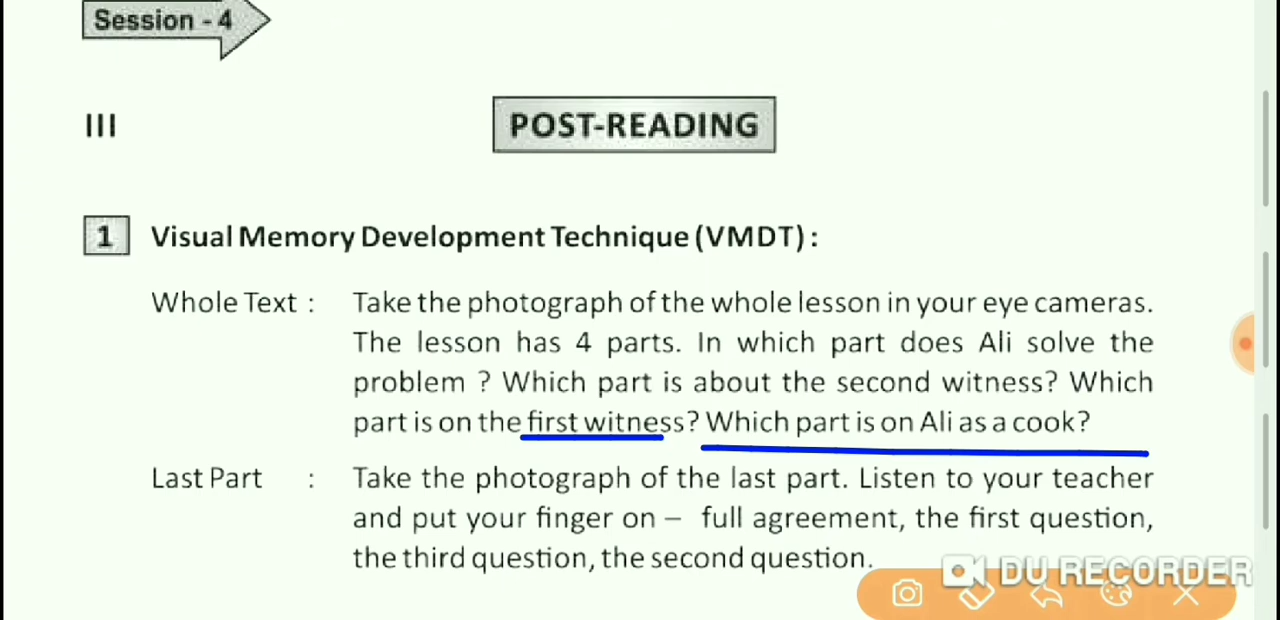 Session - 4
III
POST-READING
1 Visual Memory Development Technique (VMDT) :
Whole Text : Take the photograph of the whole lesson in your eye cameras.
The lesson has 4 parts. In which part does Ali solve the
problem ? Which part is about the second witness? Which
part is on the first witness? Which part is on Ali as a cook?
Last Part : Take the photograph of the last part. Listen to your teacher
and put your finger on – full agreement, the first question,
the third question, the second question.
DU RECORDER